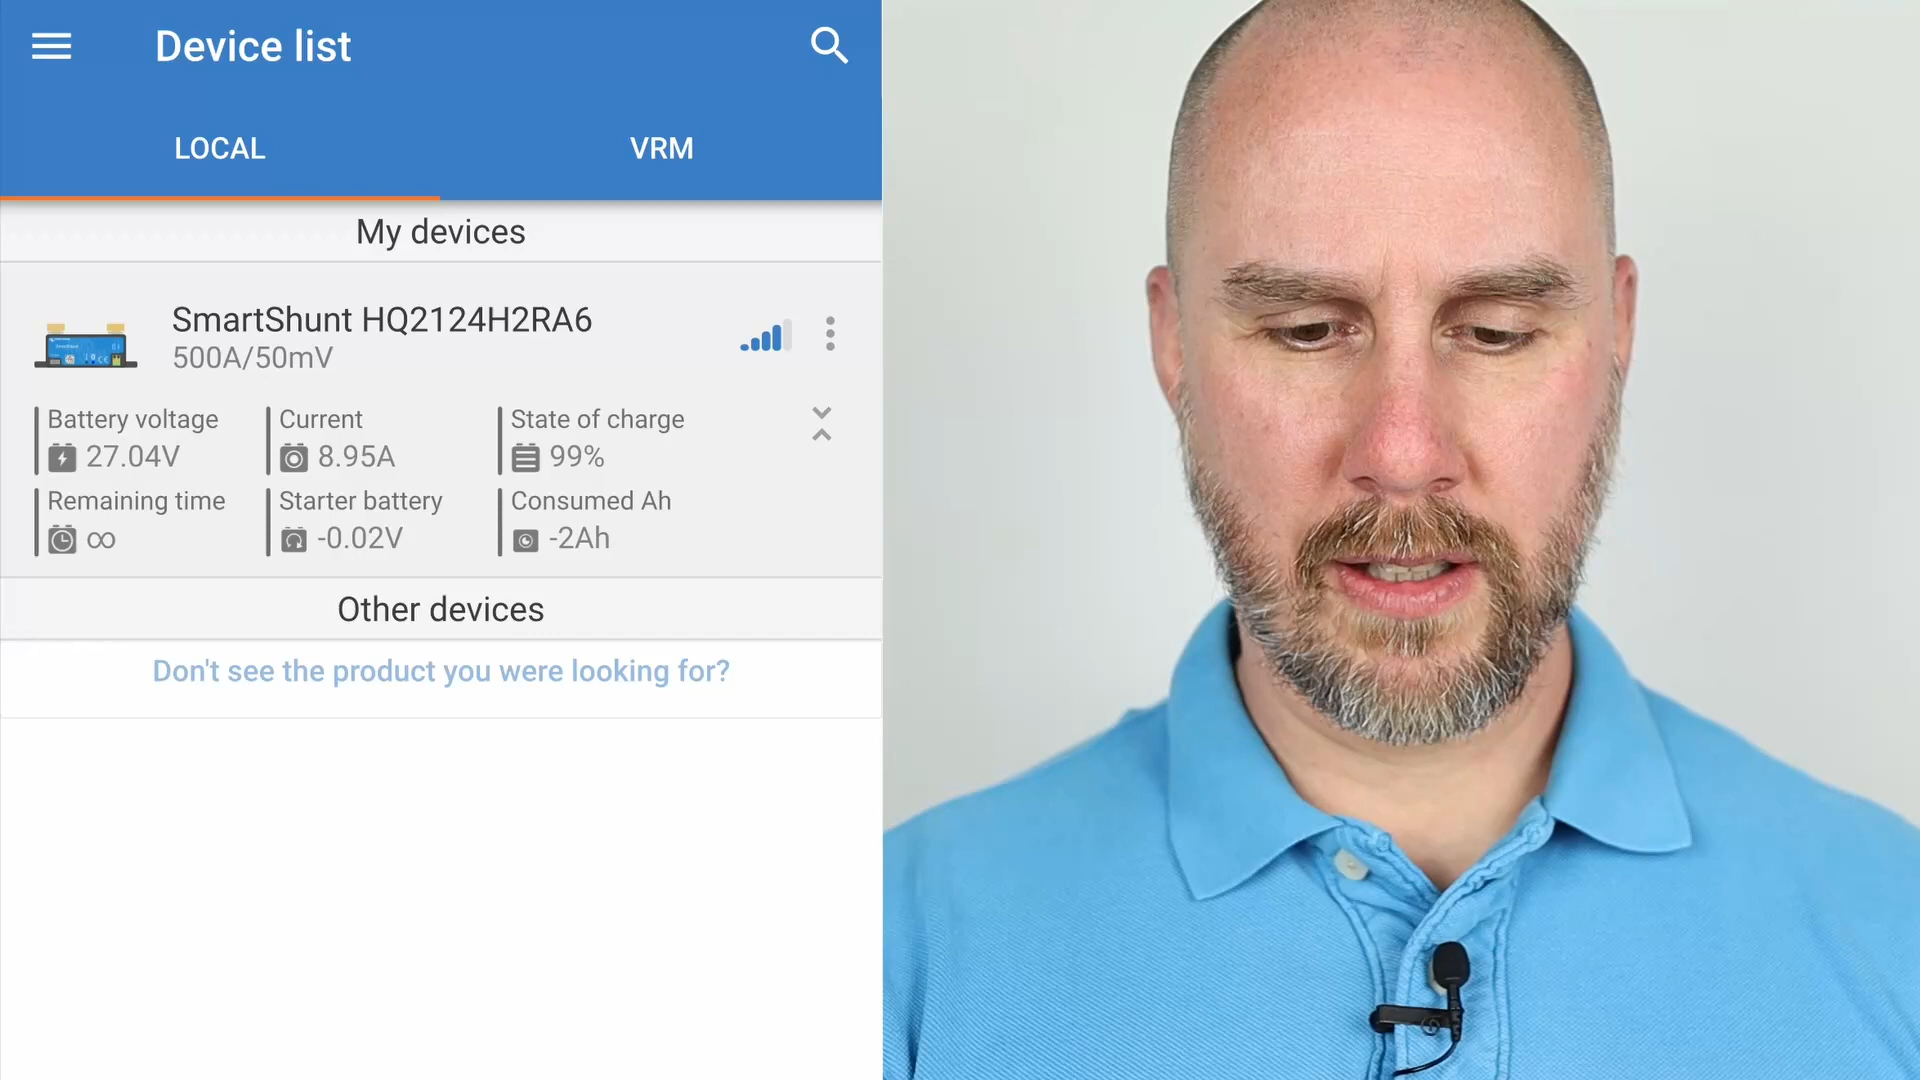 Device list
LOCAL VRM
My devices
SmartShunt HQ2124H2RA6
500A/50mV
Battery voltage Current State of charge
27.04V 8.95A 99%
Remaining time Starter battery Consumed Ah
∞ -0.02V -2Ah
Other devices
Don't see the product you were looking for?